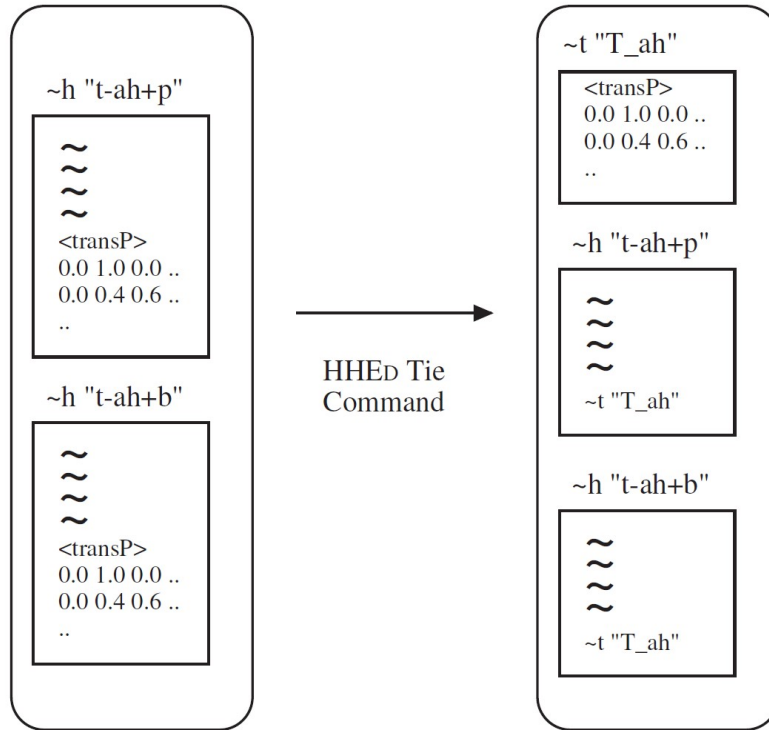 ~h "t-ah+p"
~
~
~
~
<transP>
0.0 1.0 0.0 ..
0.0 0.4 0.6 ..
..
~h "t-ah+b"
~
~
~
~
<transP>
0.0 1.0 0.0 ..
0.0 0.4 0.6 ..
..
HHED Tie
Command
~t "T_ah"
<transP>
0.0 1.0 0.0 ..
0.0 0.4 0.6 ..
..
~h "t-ah+p"
~
~
~
~
~t "T_ah"
~h "t-ah+b"
~
~
~
~
~t "T_ah"